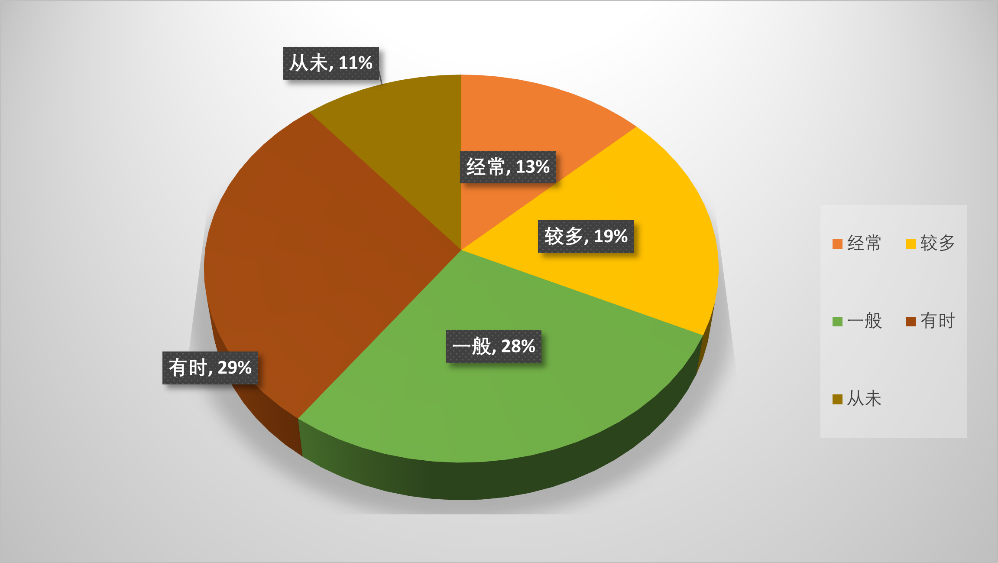 从未, 11%
经常, 13%
较多, 19%
一般, 28%
有时, 29%
经常 较多
一般 有时
从未